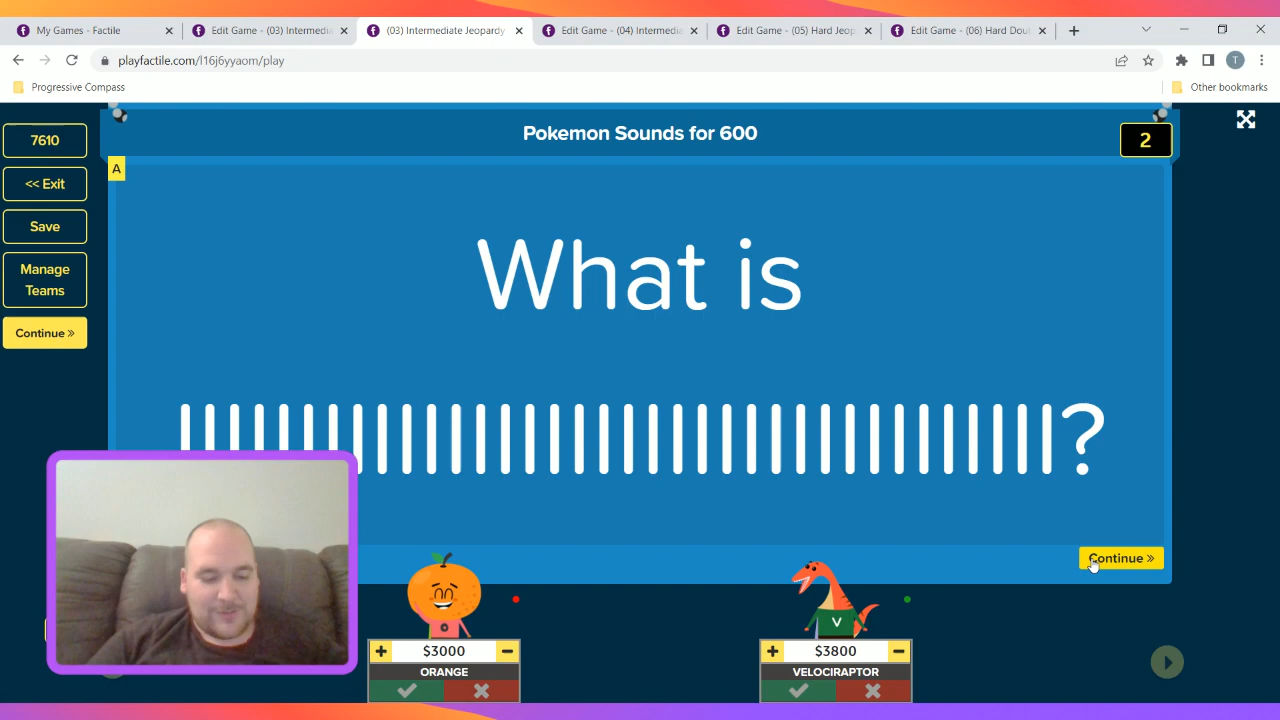 My Games - Factile
Edit Game - (03) Intermedia
(03) Intermediate Jeopardy
Edit Game - (04) Intermedia
Edit Game - (05) Hard Jeop
Edit Game - (06) Hard Dou
playfactile.com/l16j6yyaom/play
T
Progressive Compass
Other bookmarks
7610
<< Exit
Save
Manage
Teams
Continue »
Pokemon Sounds for 600
2
A
What is
?
Continue »
V
+ $3000 −
ORANGE
+ $3800 −
VELOCIRAPTOR